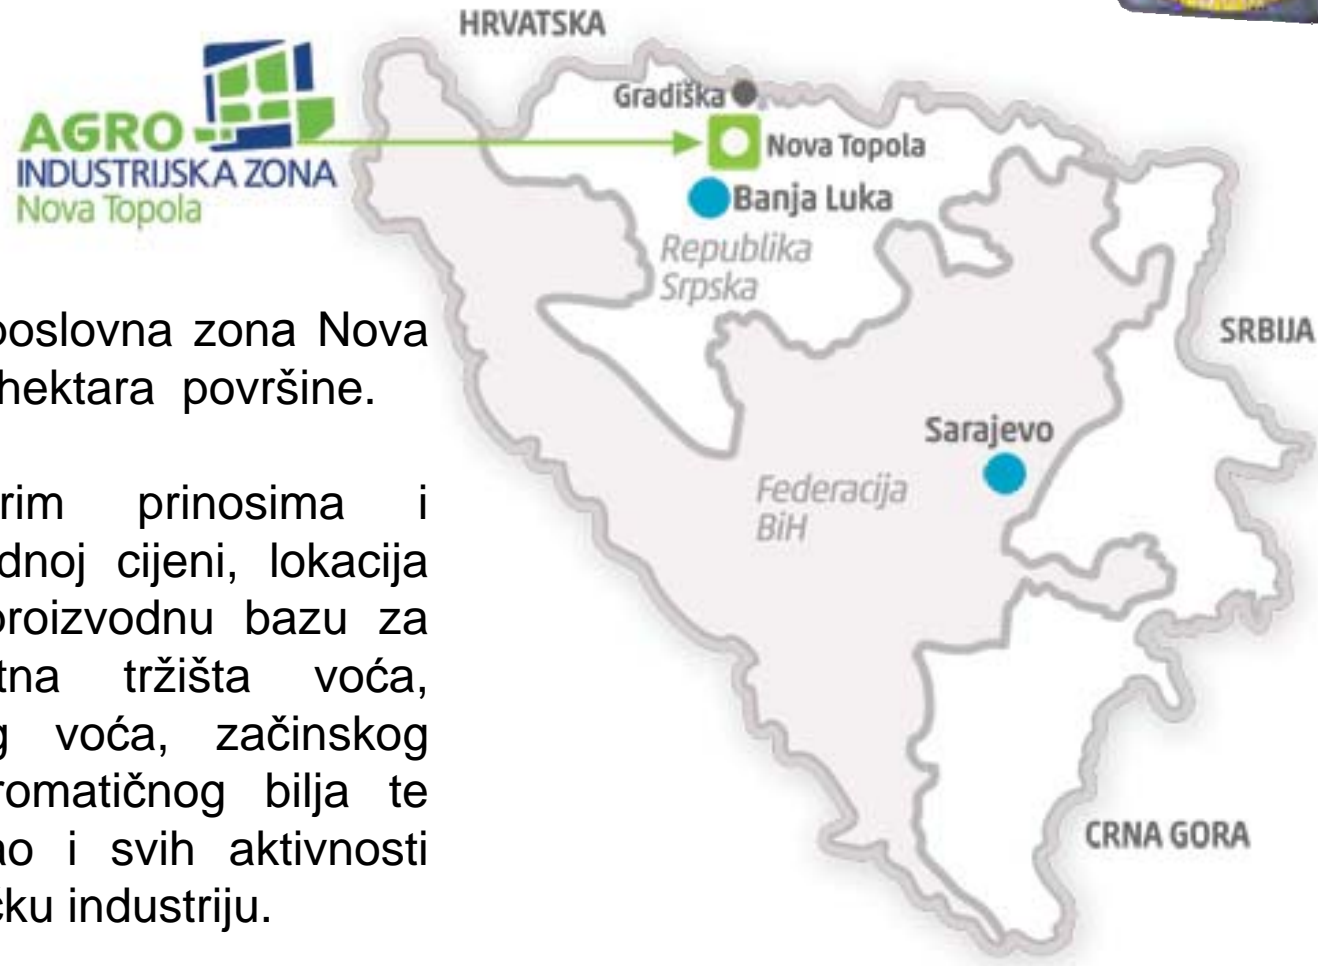 HRVATSKA
AGRO
INDUSTRIJSKA ZONA
Nova Topola
Gradiška
Nova Topola
Banja Luka
Republika
Srpska
SRBIJA
Sarajevo
Federacija
BiH
CRNA GORA
poslovna zona Nova
hektara površine.
rim prinosima i
dnoj cijeni, lokacija
proizvodnu bazu za
tna tržišta voća,
g voća, začinskog
romatičnog bilja te
ao i svih aktivnosti
čku industriju.